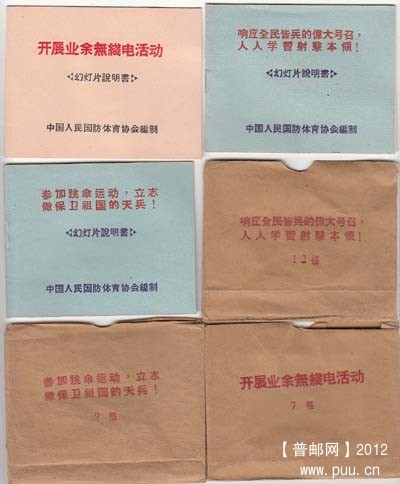 开展业余無綫电活动
<幻灯片說明書>
中国人民国防体育协会編制
响应全民皆兵的偉大号召，
人人学習射擊本領！
<幻灯片說明書>
中国人民国防体育协会編制
参加跳伞运动，立志
做保卫祖国的天兵！
<幻灯片說明書>
中国人民国防体育协会編制
响应全民皆兵的偉大号召，
人人学習射擊本領！
12幅
参加跳伞运动，立志
做保卫祖国的天兵！
开展业余無綫电活动
7幅
【普邮网】2012
www.puu.cn